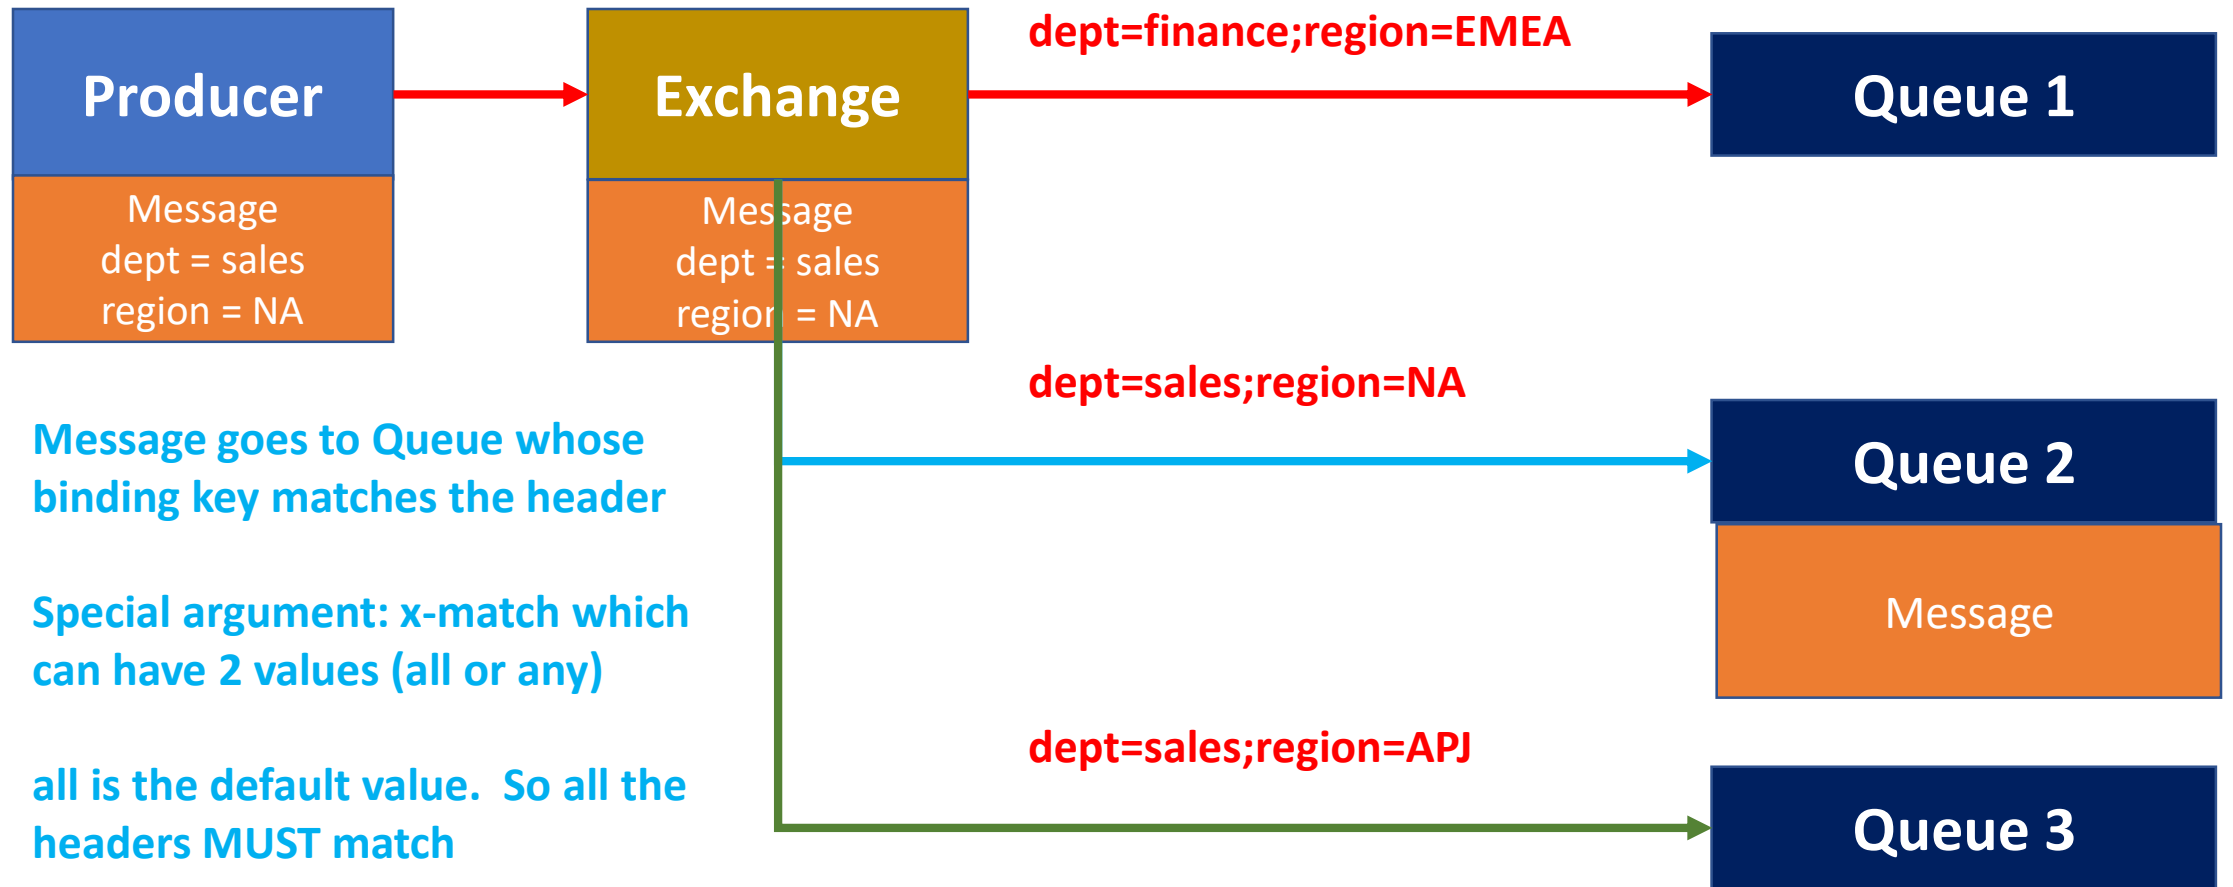 Producer
Message
dept = sales
region = NA
Exchange
Message
dept = sales
region = NA
dept=finance;region=EMEA
Queue 1
dept=sales;region=NA
Queue 2
Message
dept=sales;region=APJ
Queue 3
Message goes to Queue whose
binding key matches the header
Special argument: x-match which
can have 2 values (all or any)
all is the default value.  So all the
headers MUST match